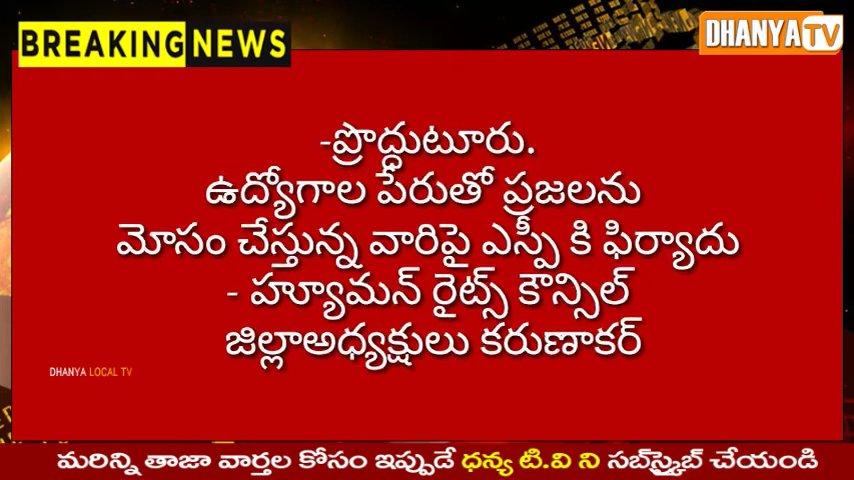 BREAKING NEWS
DHANYA TV
-ప్రొద్ధుటూరు.
ఉద్యోగాల పేరుతో ప్రజలను
మోసం చేస్తున్న వారిపై ఎస్పీ కి ఫిర్యాదు
- హ్యూమన్ రైట్స్ కౌన్సిల్
జిల్లాఅధ్యక్షులు కరుణాకర్
DHANYA LOCAL TV
మరిన్ని తాజా వార్తల కోసం ఇప్పుడే ధన్య టి.వి ని సబ్‌స్క్రైబ్ చేయండి